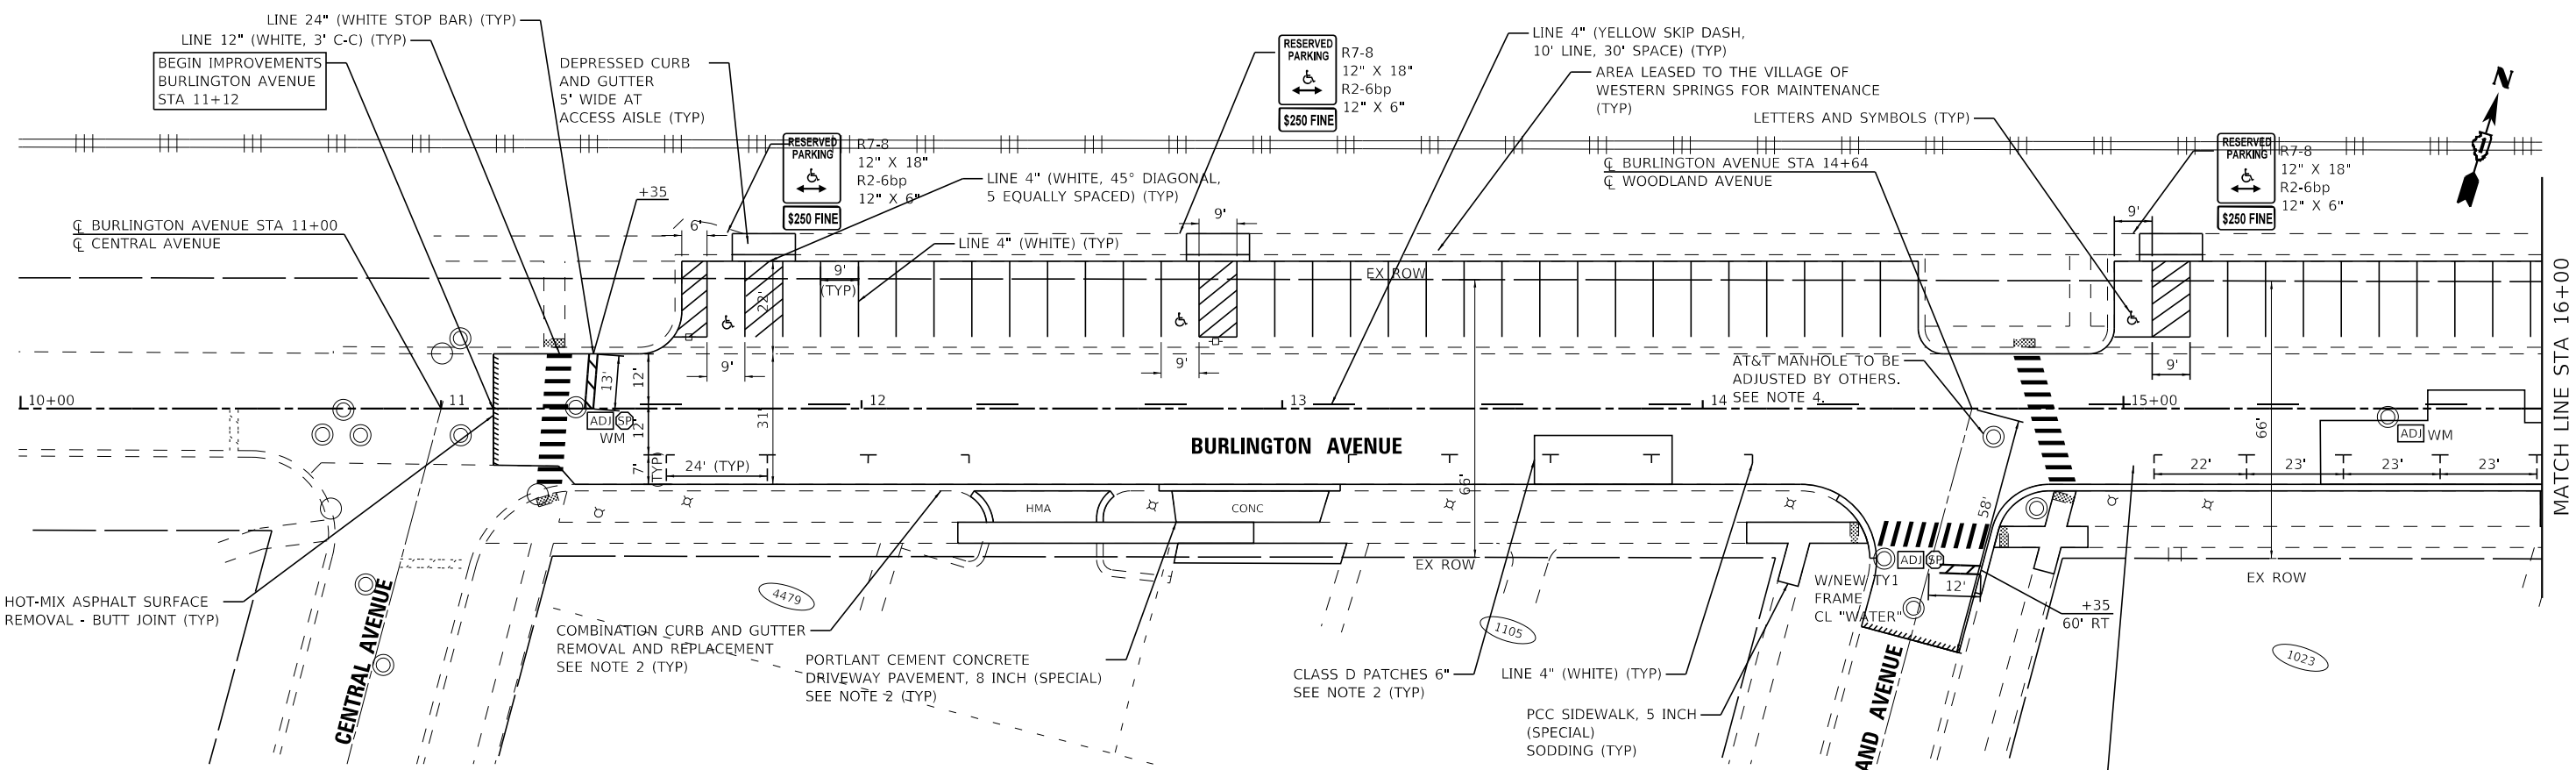 LINE 24" (WHITE STOP BAR) (TYP)
LINE 12" (WHITE, 3' C-C) (TYP)
BEGIN IMPROVEMENTS
BURLINGTON AVENUE
STA 11+12
DEPRESSED CURB
AND GUTTER
5' WIDE AT
ACCESS AISLE (TYP)
RESERVED
PARKING
$250 FINE
R7-8
12" X 18"
R2-6bp
12" X 6"
RESERVED
PARKING
$250 FINE
R7-8
12" X 18"
R2-6bp
12" X 6"
LINE 4" (YELLOW SKIP DASH,
10' LINE, 30' SPACE) (TYP)
AREA LEASED TO THE VILLAGE OF
WESTERN SPRINGS FOR MAINTENANCE
(TYP)
LETTERS AND SYMBOLS (TYP)
RESERVED
PARKING
$250 FINE
R7-8
12" X 18"
R2-6bp
12" X 6"
N
℄ BURLINGTON AVENUE STA 14+64
℄ WOODLAND AVENUE
LINE 4" (WHITE, 45° DIAGONAL,
5 EQUALLY SPACED) (TYP)
+35
℄ BURLINGTON AVENUE STA 11+00
℄ CENTRAL AVENUE
6'
9'
9'
LINE 4" (WHITE) (TYP)
9'
(TYP)
22'
EX ROW
MATCH LINE STA 16+00
9'
9'
9'
13'
12'
31'
12'
7'
(TYP)
AT&T MANHOLE TO BE
ADJUSTED BY OTHERS.
SEE NOTE 4.
10+00
11
12
13
14
15+00
ADJ SP
WM
BURLINGTON AVENUE
66'
66'
ADJ WM
24' (TYP)
22'
23'
23'
23'
HMA
CONC
58'
EX ROW
EX ROW
ADJ SP
W/NEW TY1
FRAME
CL "WATER"
12'
+35
60' RT
HOT-MIX ASPHALT SURFACE
REMOVAL - BUTT JOINT (TYP)
CENTRAL AVENUE
4479
1105
1023
COMBINATION CURB AND GUTTER
REMOVAL AND REPLACEMENT
SEE NOTE 2 (TYP)
PORTLANT CEMENT CONCRETE
DRIVEWAY PAVEMENT, 8 INCH (SPECIAL)
SEE NOTE 2 (TYP)
CLASS D PATCHES 6"
SEE NOTE 2 (TYP)
LINE 4" (WHITE) (TYP)
PCC SIDEWALK, 5 INCH
(SPECIAL)
SODDING (TYP)
AND AVENUE